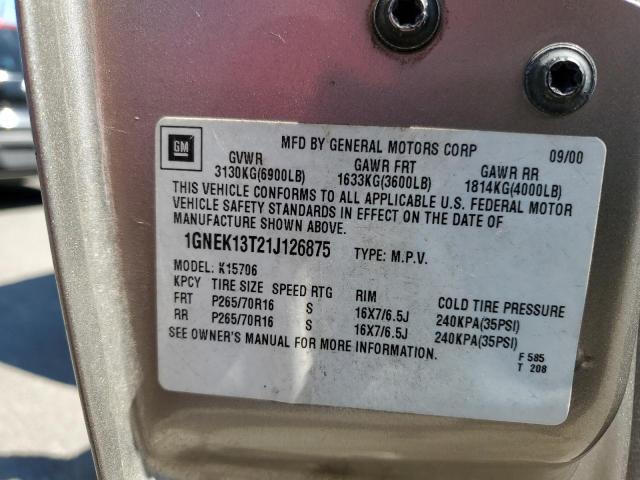 GM
MFD BY GENERAL MOTORS CORP 09/00
GVWR GAWR FRT GAWR RR
3130KG(6900LB) 1633KG(3600LB) 1814KG(4000LB)
THIS VEHICLE CONFORMS TO ALL APPLICABLE U.S. FEDERAL MOTOR
VEHICLE SAFETY STANDARDS IN EFFECT ON THE DATE OF
MANUFACTURE SHOWN ABOVE.
1GNEK13T21J126875 TYPE: M.P.V.
MODEL: K15706
KPCY TIRE SIZE SPEED RTG RIM COLD TIRE PRESSURE
FRT P265/70R16 S 16X7/6.5J 240KPA(35PSI)
RR P265/70R16 S 16X7/6.5J 240KPA(35PSI)
SEE OWNER'S MANUAL FOR MORE INFORMATION.
F 585
T 208